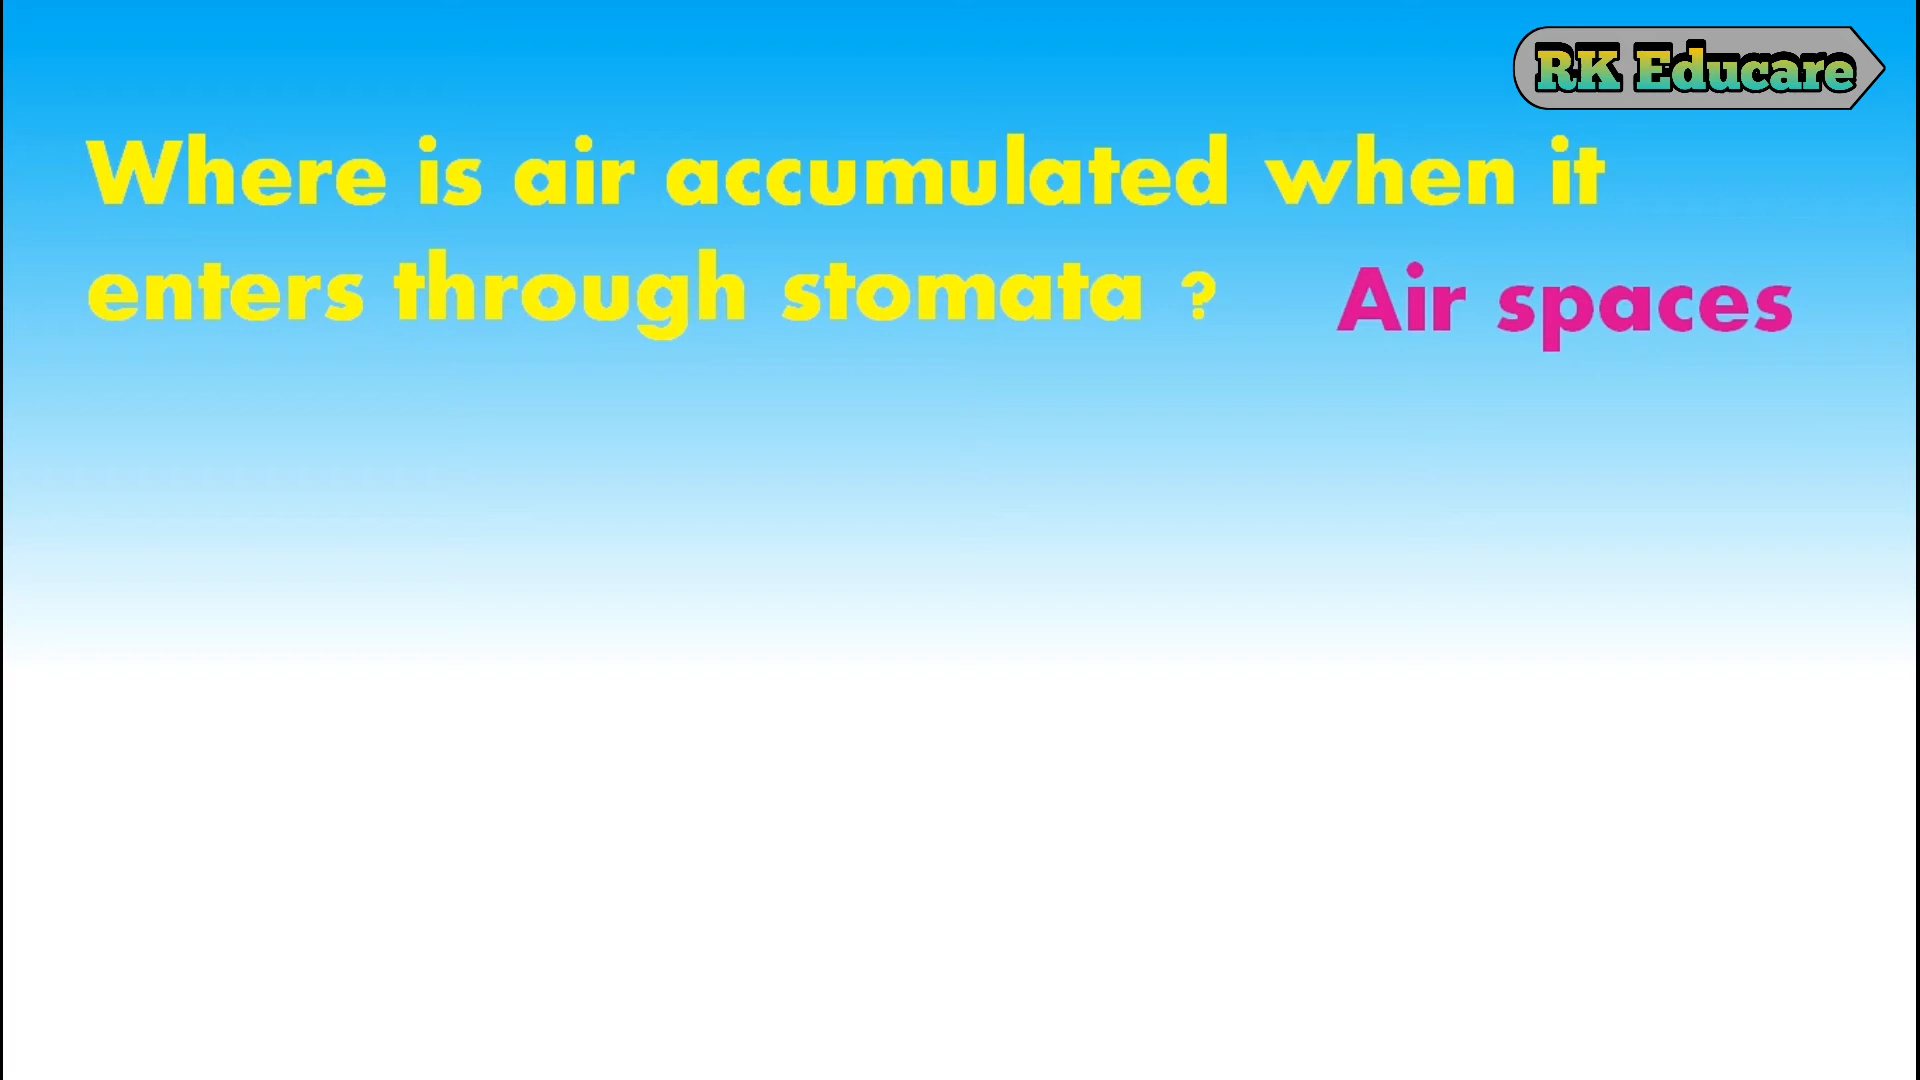 RK Educare
Where is air accumulated when it
enters through stomata ? Air spaces